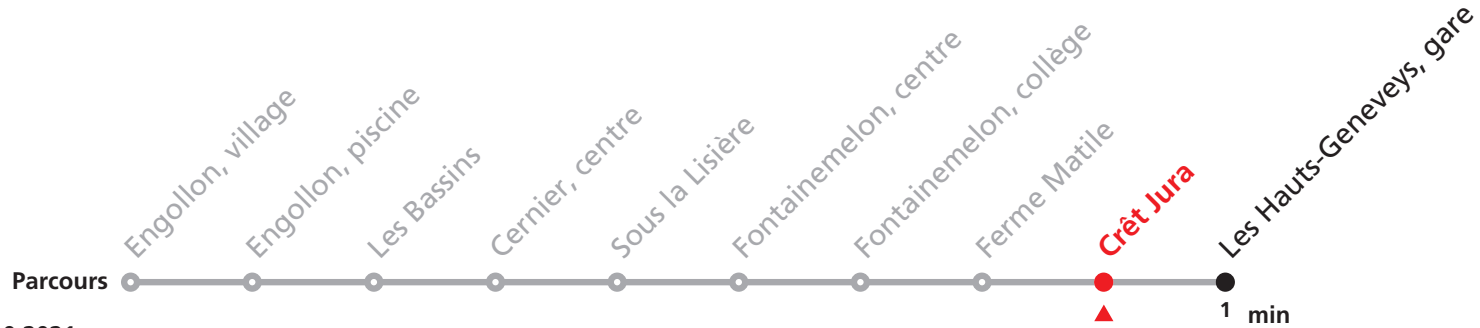 Engollon, village
Engollon, piscine
Les Bassins
Cernier, centre
Sous la Lisière
Fontainemelon, centre
Fontainemelon, collège
Ferme Matile
Crêt Jura
Les Hauts-Geneveys, gare
Parcours
1 min